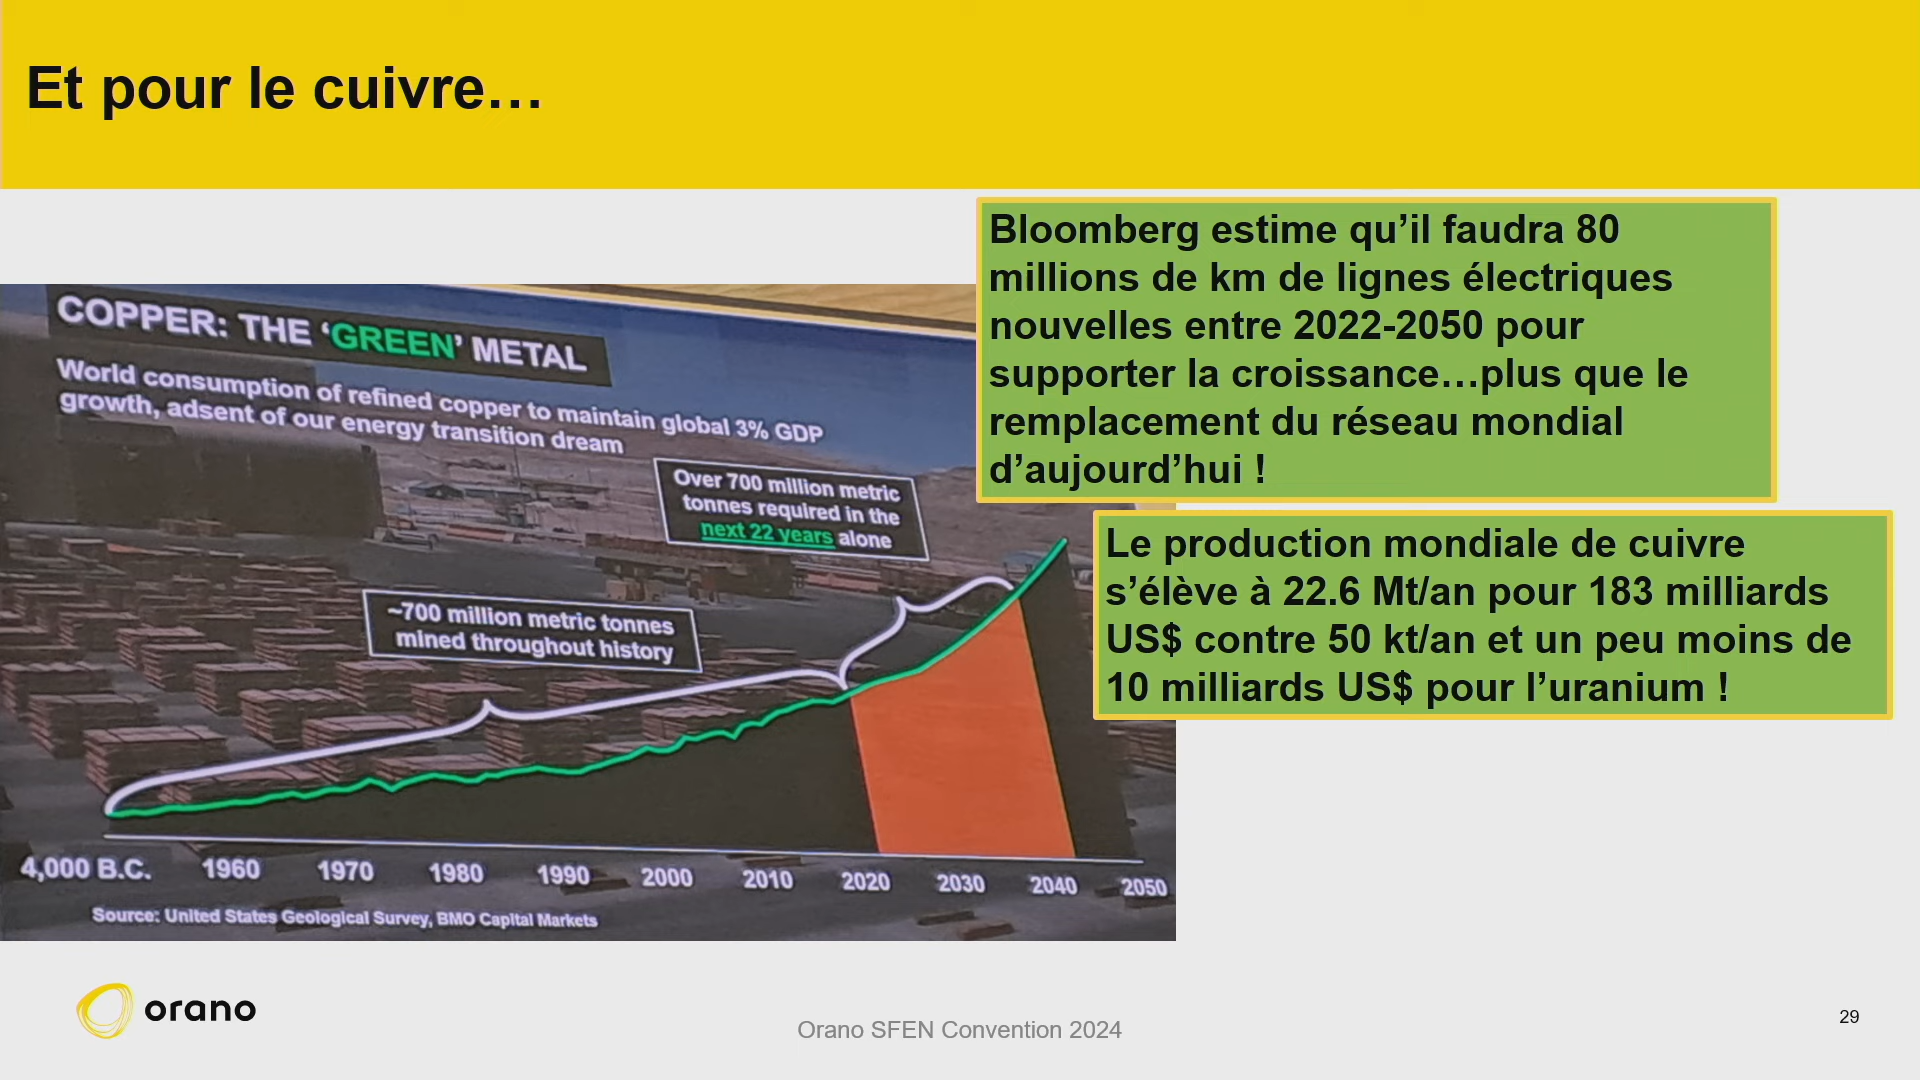 Et pour le cuivre…
Bloomberg estime qu’il faudra 80
millions de km de lignes électriques
nouvelles entre 2022-2050 pour
supporter la croissance…plus que le
remplacement du réseau mondial
d’aujourd’hui !
Le production mondiale de cuivre
s’élève à 22.6 Mt/an pour 183 milliards
US$ contre 50 kt/an et un peu moins de
10 milliards US$ pour l’uranium !
COPPER: THE ‘GREEN’ METAL
World consumption of refined copper to maintain global 3% GDP
growth, adsent of our energy transition dream
Over 700 million metric
tonnes required in the
next 22 years alone
~700 million metric tonnes
mined throughout history
4,000 B.C. 1960 1970 1980 1990 2000 2010 2020 2030 2040 2050
Source: United States Geological Survey, BMO Capital Markets
orano
Orano SFEN Convention 2024
29